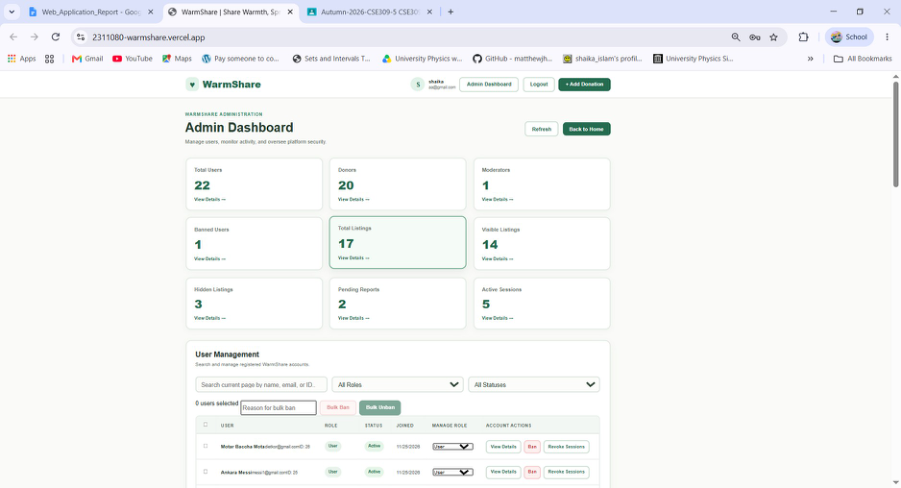 Web_Application_Report - Goo
WarmShare | Share Warmth, Sp
Autumn-2026-CSE309-5 CSE309
2311080-warmshare.vercel.app
School
Apps
Gmail
YouTube
Maps
Pay someone to co...
Sets and Intervals T...
University Physics w...
GitHub - matthewjh...
shaika_islam's profil...
University Physics Si...
All Bookmarks
WarmShare
S
shaika
Admin Dashboard
Logout
+ Add Donation
WARMSHARE ADMINISTRATION
Admin Dashboard
Manage users, monitor activity, and oversee platform security.
Refresh
Back to Home
Total Users
22
View Details →
Donors
20
View Details →
Moderators
1
View Details →
Banned Users
1
View Details →
Total Listings
17
View Details →
Visible Listings
14
View Details →
Hidden Listings
3
View Details →
Pending Reports
2
View Details →
Active Sessions
5
View Details →
User Management
Search and manage registered WarmShare accounts.
Search current page by name, email, or ID.
All Roles
All Statuses
0 users selected
Reason for bulk ban
Bulk Ban
Bulk Unban
USER
ROLE
STATUS
JOINED
MANAGE ROLE
ACCOUNT ACTIONS
Motar Baccha
User
Active
User
View Details
Ban
Revoke Sessions
Ankara Messi
User
Active
User
View Details
Ban
Revoke Sessions